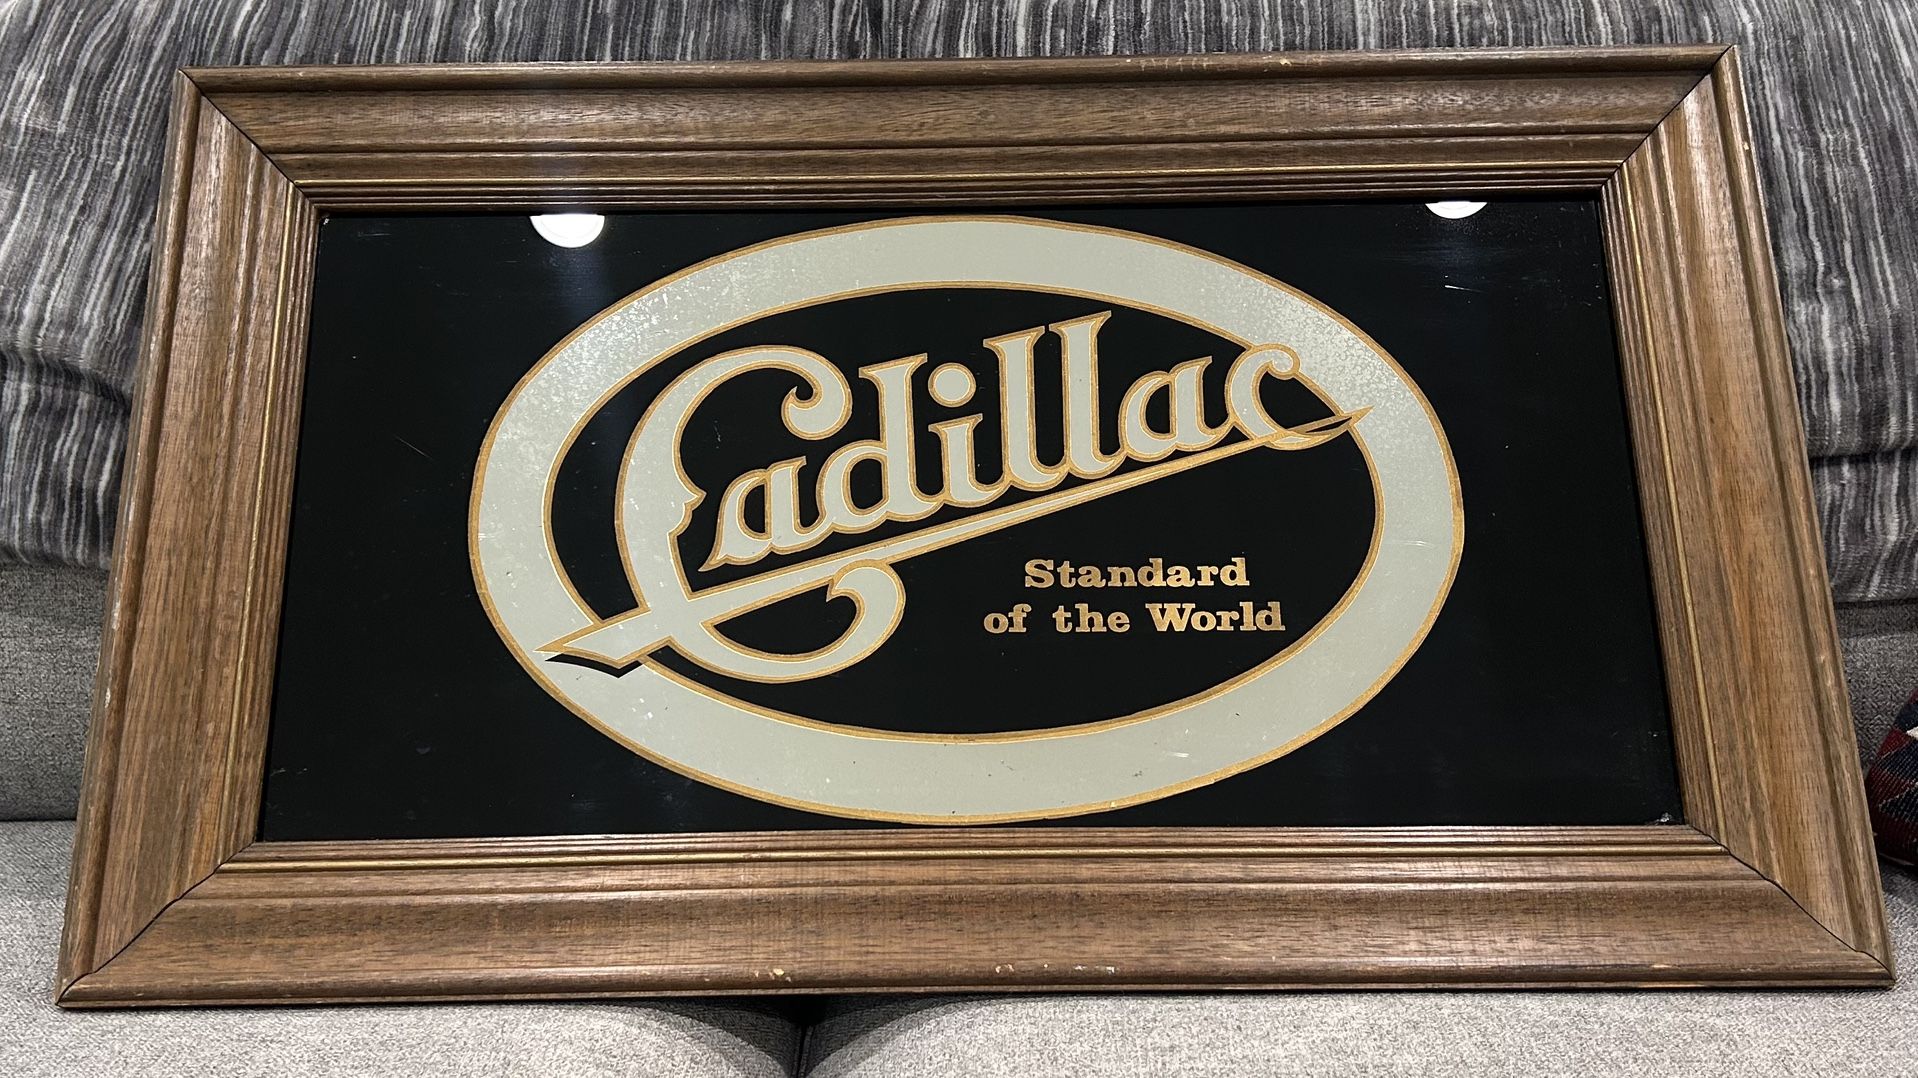 Cadillac
Standard
of the World